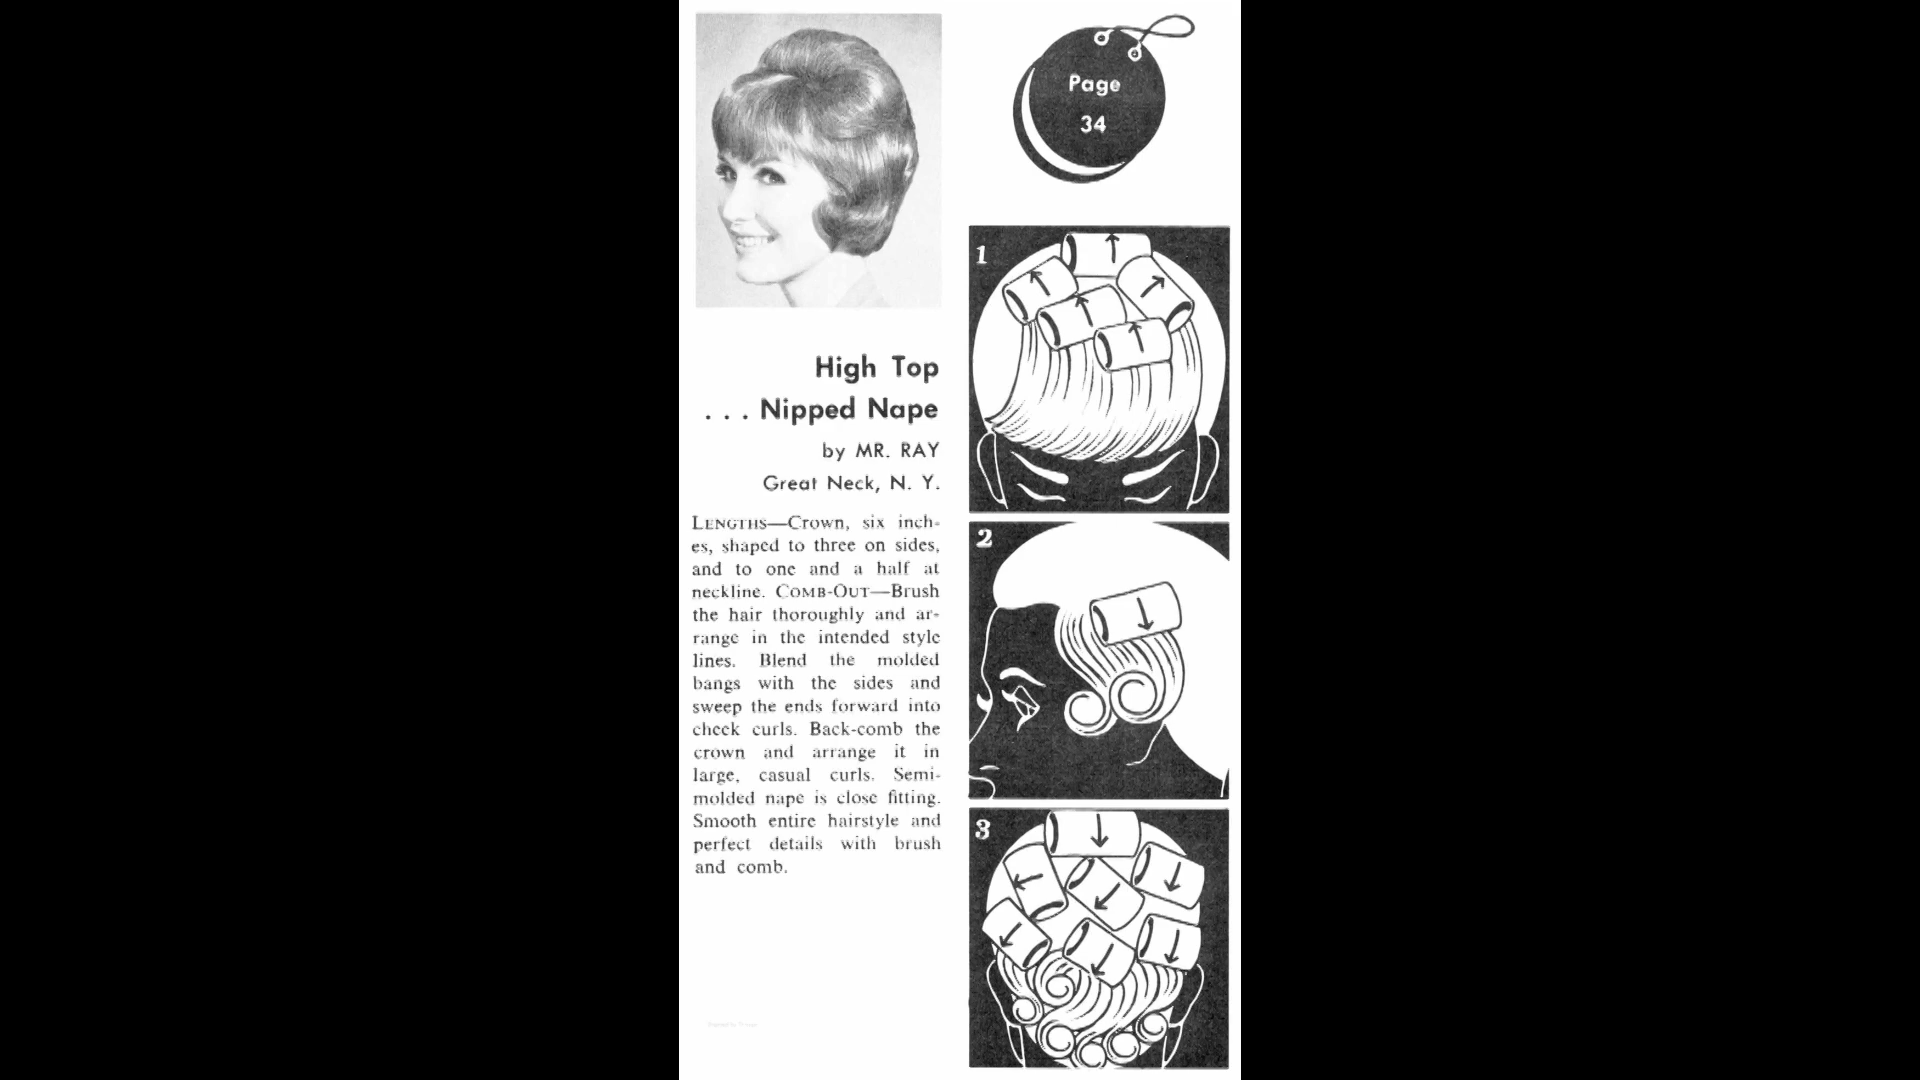 Page
34
High Top
. . . Nipped Nape
by MR. RAY
Great Neck, N. Y.
LENGTHS—Crown, six inch-
es, shaped to three on sides,
and to one and a half at
neckline. COMB-OUT—Brush
the hair thoroughly and ar-
range in the intended style
lines. Blend the molded
bangs with the sides and
sweep the ends forward into
cheek curls. Back-comb the
crown and arrange it in
large, casual curls. Semi-
molded nape is close fitting.
Smooth entire hairstyle and
perfect details with brush
and comb.
1
2
3